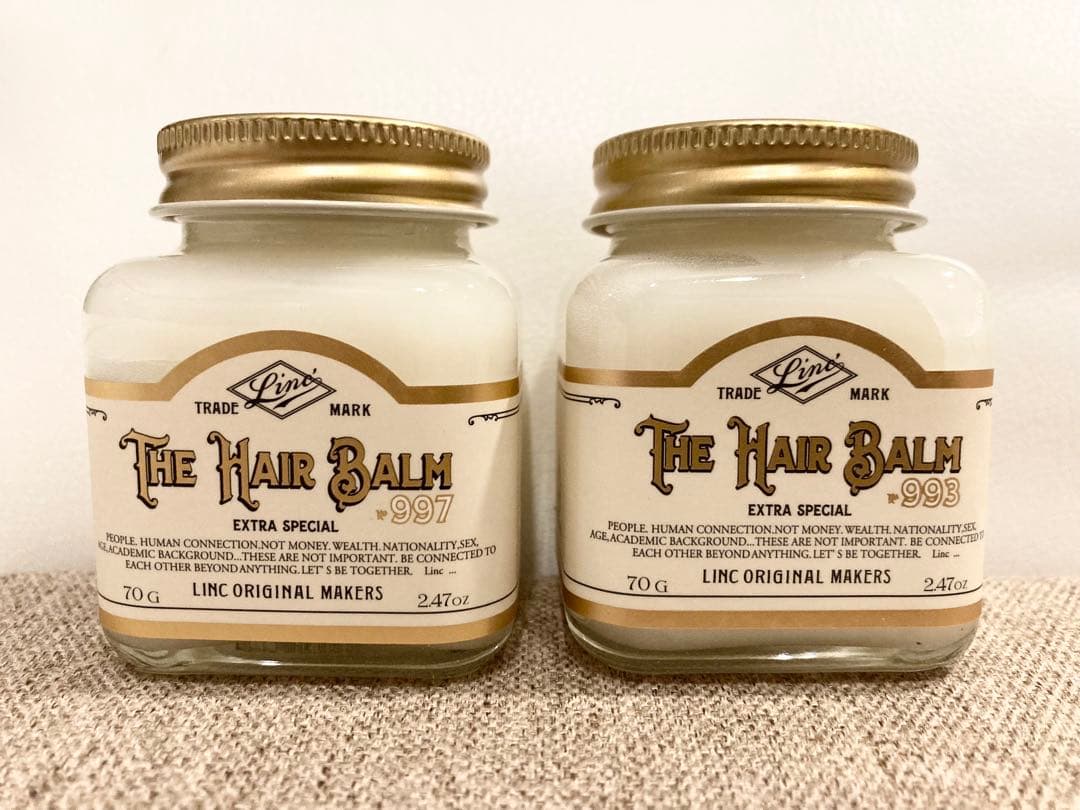 TRADE Linc MARK
THE HAIR BALM
№997
EXTRA SPECIAL
PEOPLE. HUMAN CONNECTION.NOT MONEY. WEALTH. NATIONALITY,SEX,
AGE,ACADEMIC BACKGROUND...THESE ARE NOT IMPORTANT. BE CONNECTED TO
EACH OTHER BEYOND ANYTHING. LET'S BE TOGETHER. Linc ...
70 G LINC ORIGINAL MAKERS 2.47oz
TRADE Linc MARK
THE HAIR BALM
№993
EXTRA SPECIAL
PEOPLE. HUMAN CONNECTION.NOT MONEY. WEALTH. NATIONALITY,SEX,
AGE,ACADEMIC BACKGROUND...THESE ARE NOT IMPORTANT. BE CONNECTED TO
EACH OTHER BEYOND ANYTHING. LET'S BE TOGETHER. Linc ...
70 G LINC ORIGINAL MAKERS 2.47oz